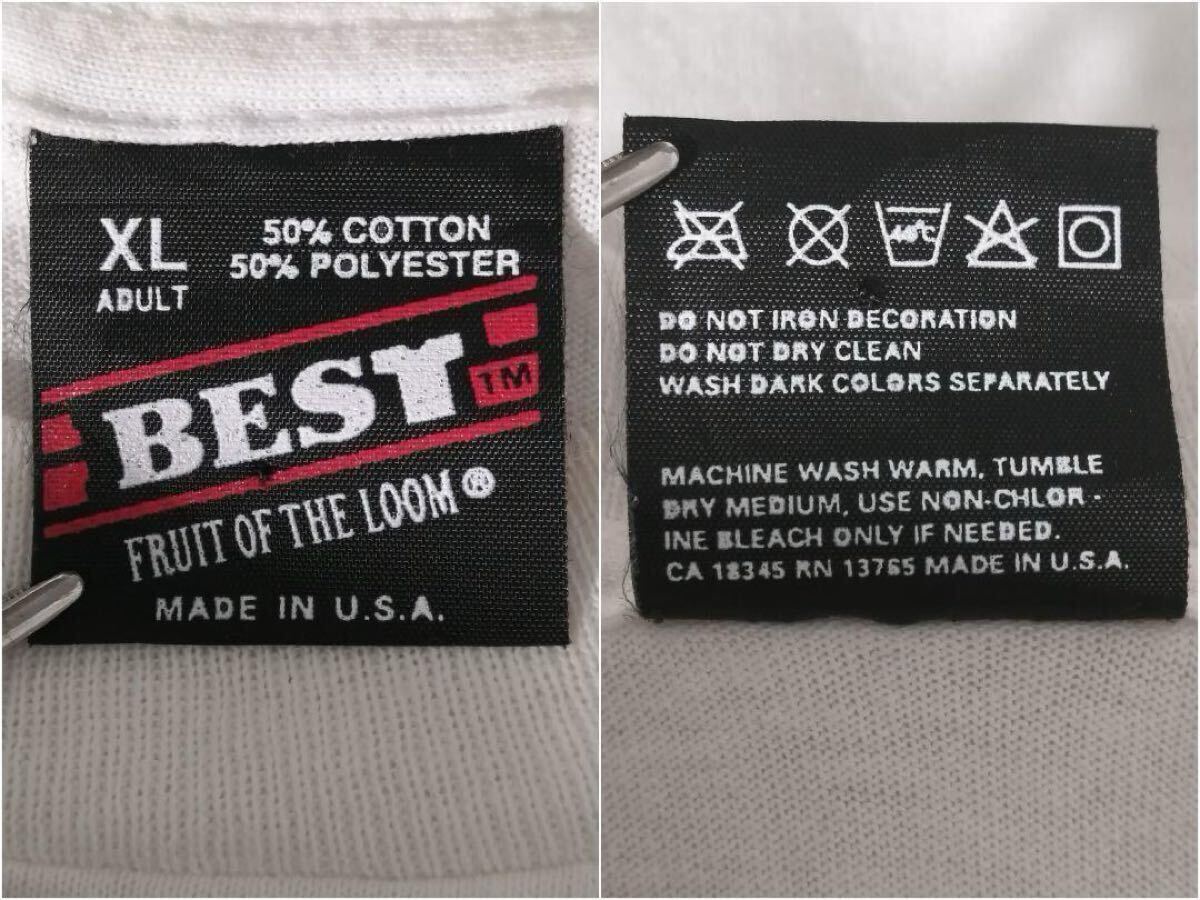 XL
ADULT
50% COTTON
50% POLYESTER
BEST
TM
FRUIT OF THE LOOM®
MADE IN U.S.A.
40°C
DO NOT IRON DECORATION
DO NOT DRY CLEAN
WASH DARK COLORS SEPARATELY
MACHINE WASH WARM, TUMBLE
DRY MEDIUM, USE NON-CHLOR -
INE BLEACH ONLY IF NEEDED.
CA 18345 RN 13765 MADE IN U.S.A.